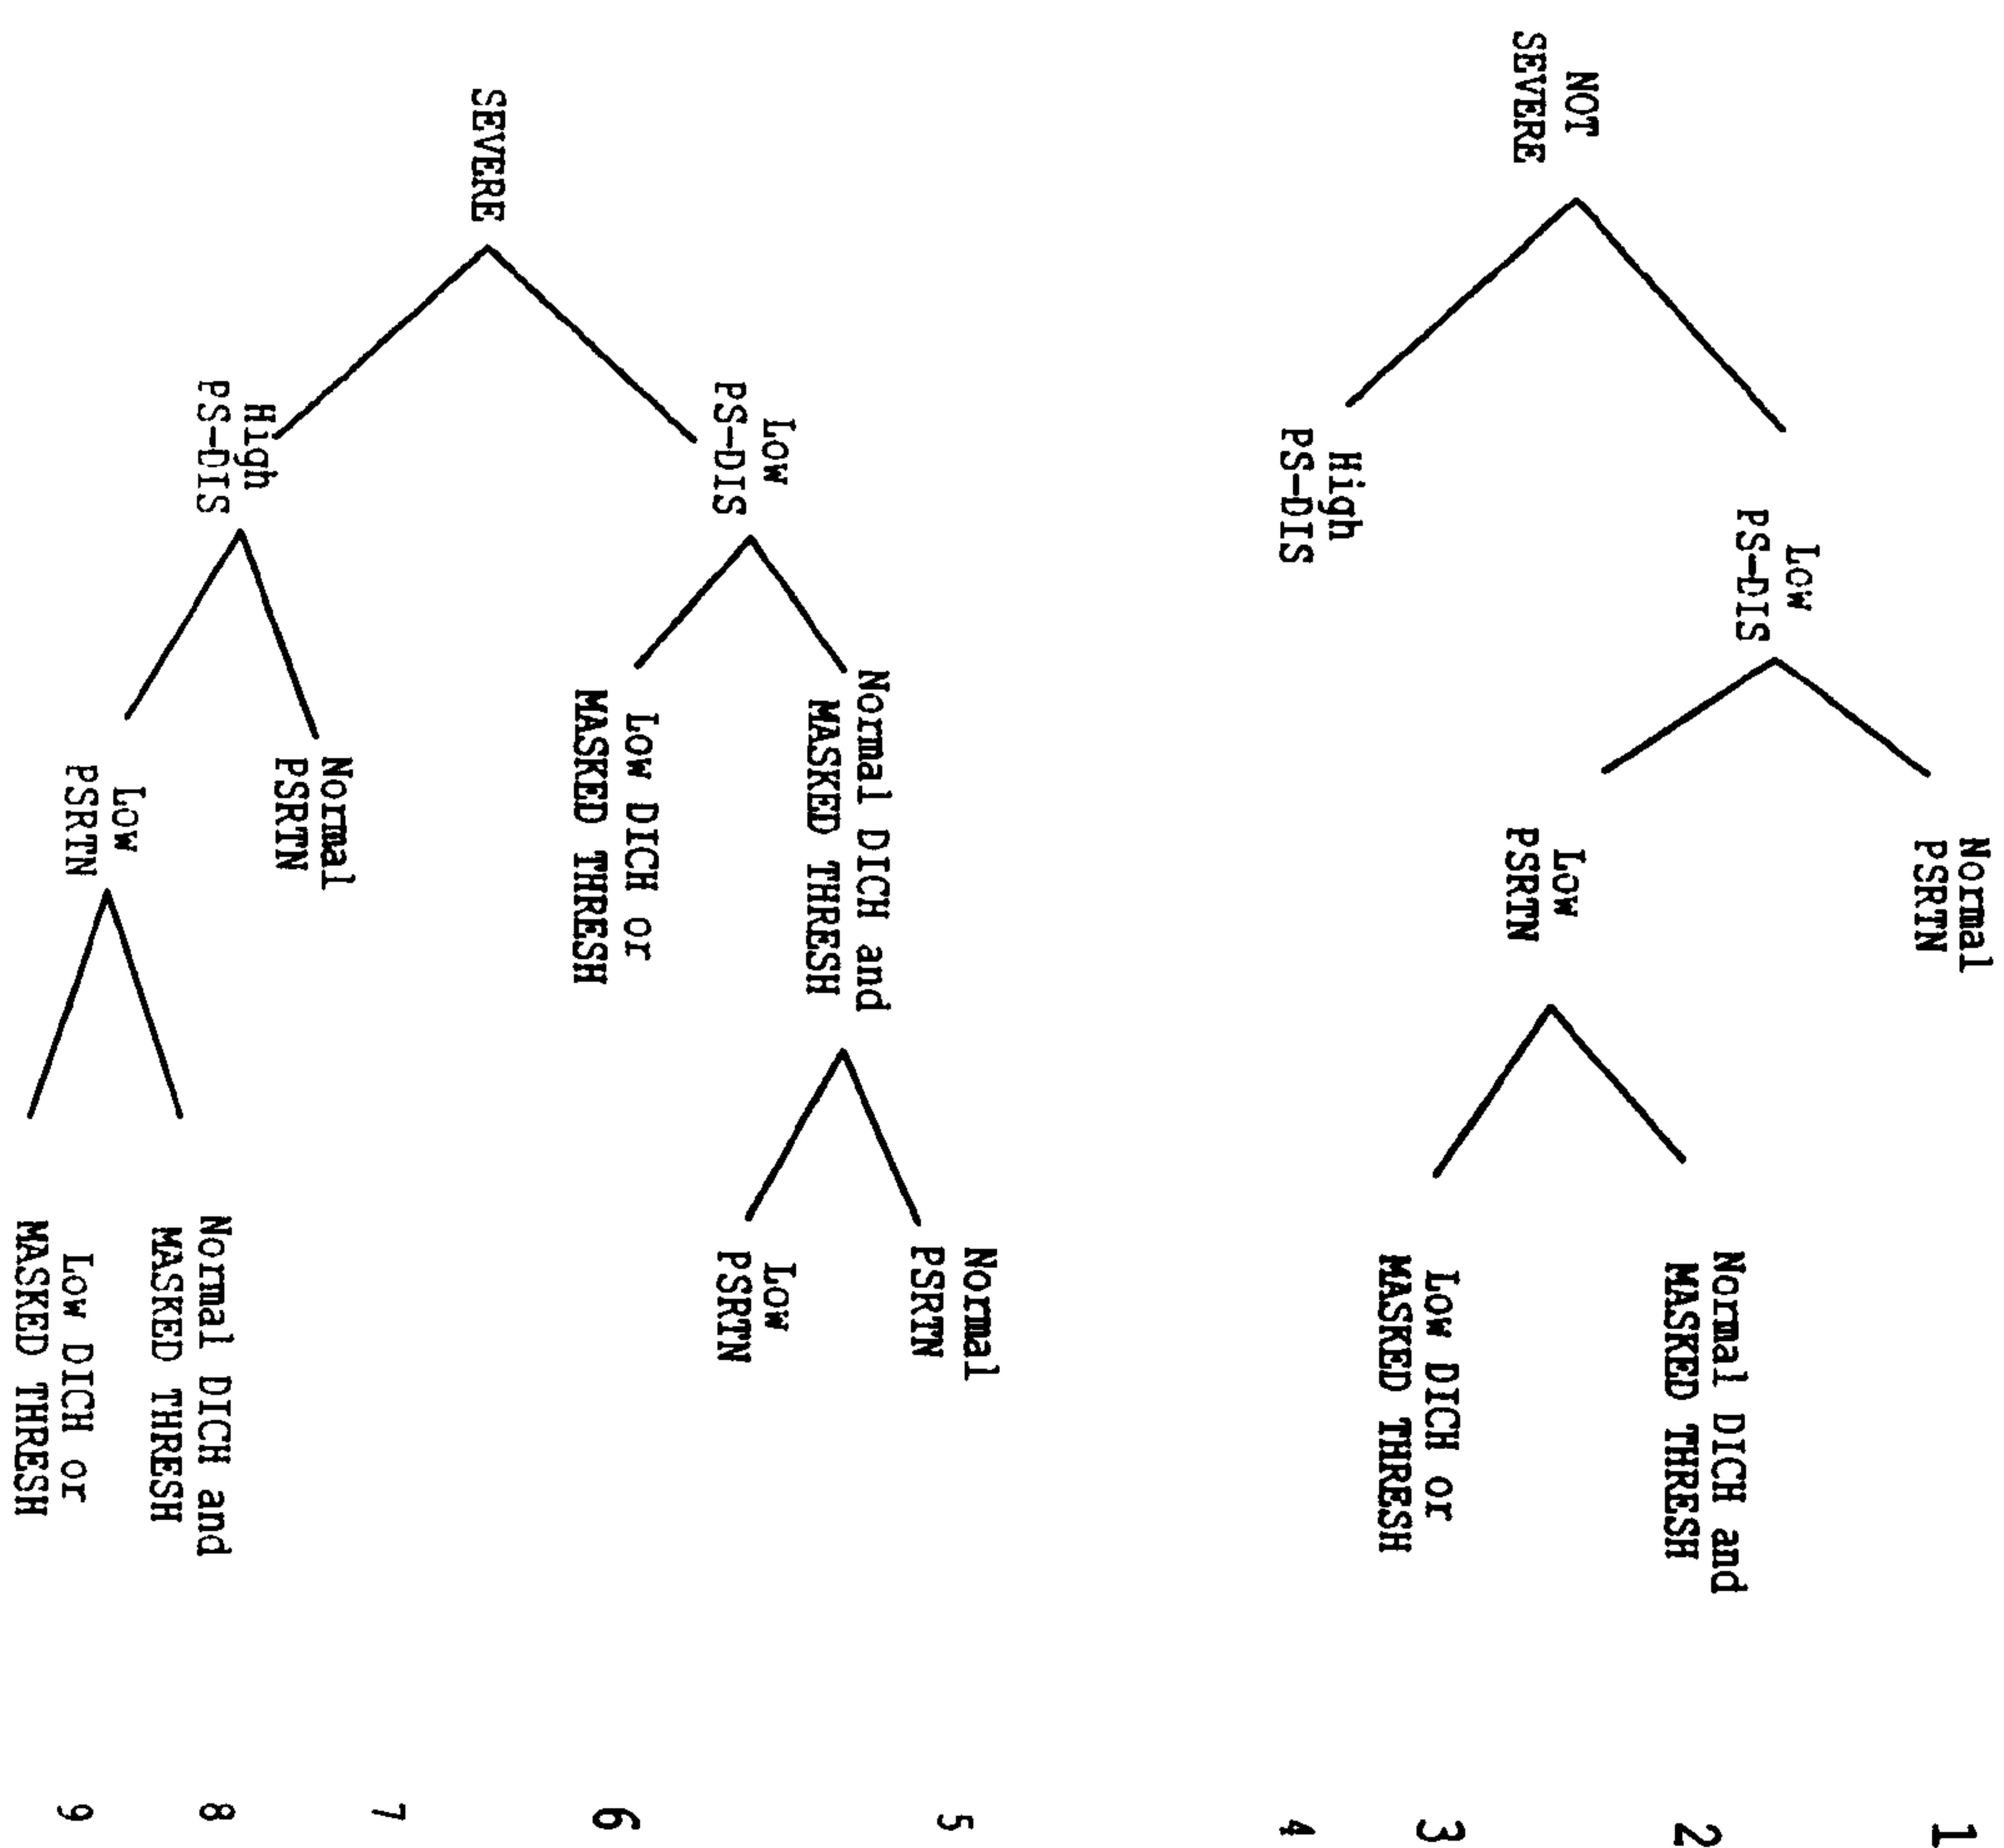 NOT
SEVERE
Low
PS-DIS
Normal
PSRTN
1
Low
PSRTN
Normal DICH and
MASKED THRESH
2
Low DICH or
MASKED THRESH
3
High
PS-DIS
4
SEVERE
Low
PS-DIS
Normal DICH and
MASKED THRESH
Normal
PSRTN
5
Low
PSRTN
Low DICH or
MASKED THRESH
6
High
PS-DIS
Normal
PSRTN
7
Low
PSRTN
Normal DICH and
MASKED THRESH
8
Low DICH or
MASKED THRESH
9